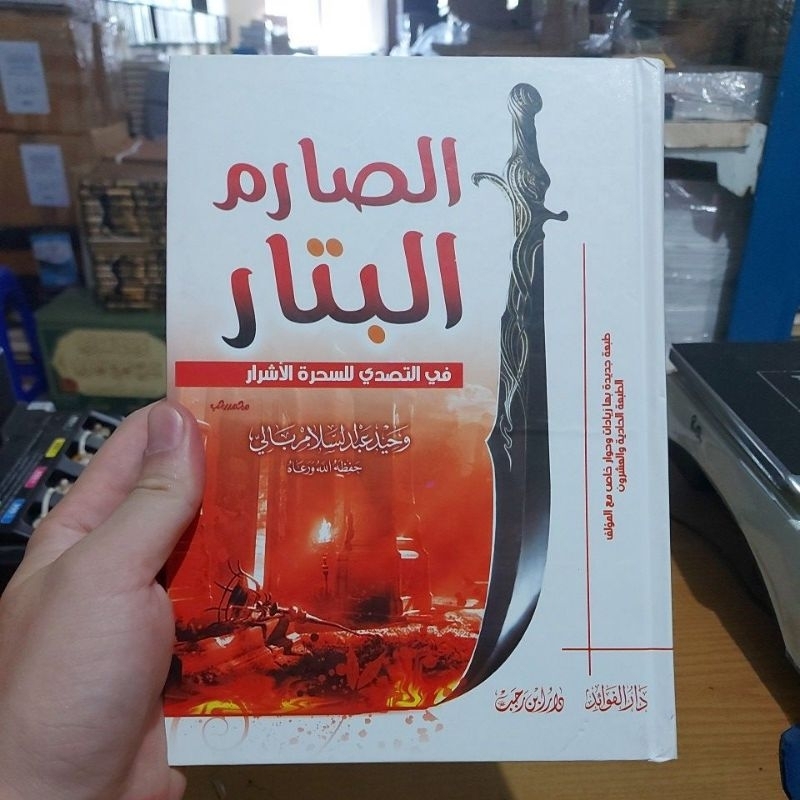 الصارم
البتار
في التصدي للسحرة الأشرار
وحيد عبد السلام بالي
حفظه الله ورعاه
طبعة جديدة بها زيادات وحوار خاص مع المؤلف
الطبعة الحادية والعشرون
دار الفوائد
دار ابن رجب